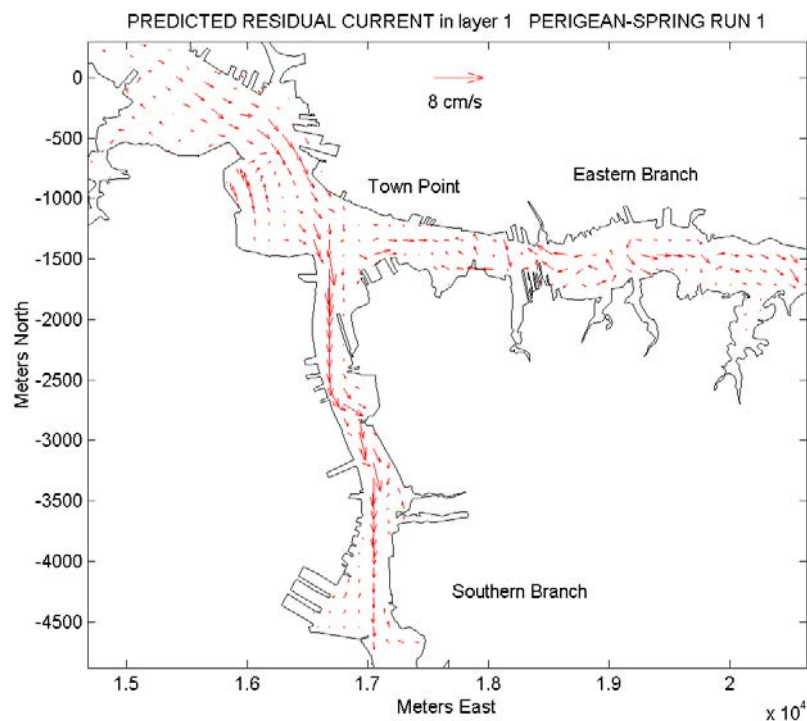 PREDICTED RESIDUAL CURRENT in layer 1 PERIGEAN-SPRING RUN 1
0
8 cm/s
-500
Town Point
Eastern Branch
-1000
-1500
-2000
Meters North
-2500
-3000
-3500
-4000
Southern Branch
-4500
1.5 1.6 1.7 1.8 1.9 2
Meters East
x 10⁴